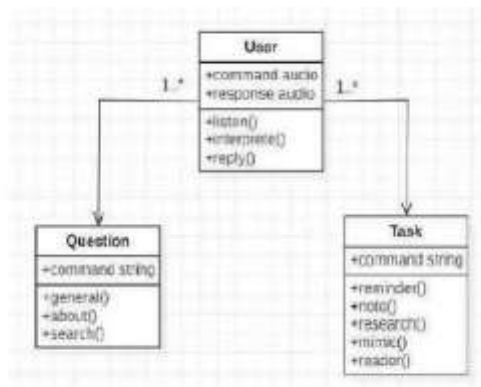 User
+command audio
+response audio
1..*
1..*
+listen()
+interprete()
+reply()
Question
+command string
+general()
+about()
+search()
Task
+command string
+reminder()
+note()
+research()
+mimic()
+reader()